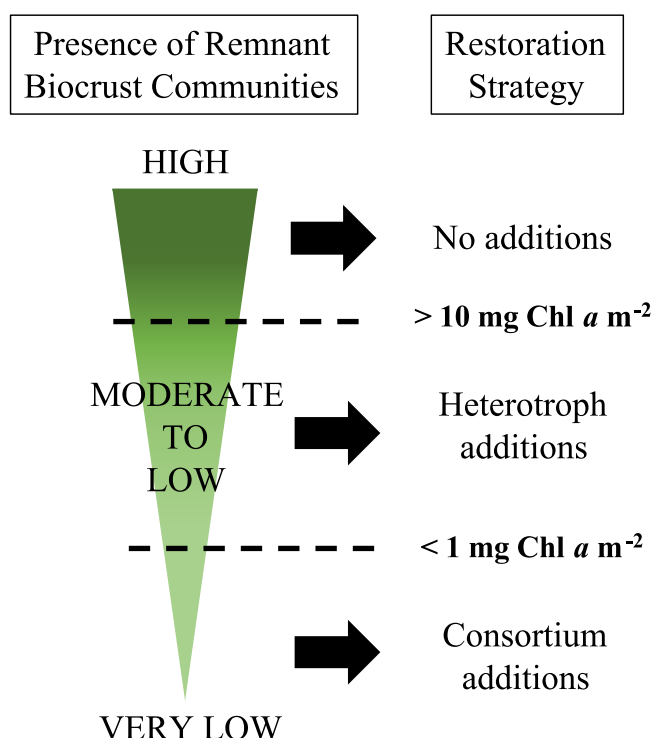 Presence of Remnant
Biocrust Communities
Restoration
Strategy
HIGH
No additions
> 10 mg Chl a m-2
MODERATE
TO
LOW
Heterotroph
additions
< 1 mg Chl a m-2
Consortium
additions
VERY LOW